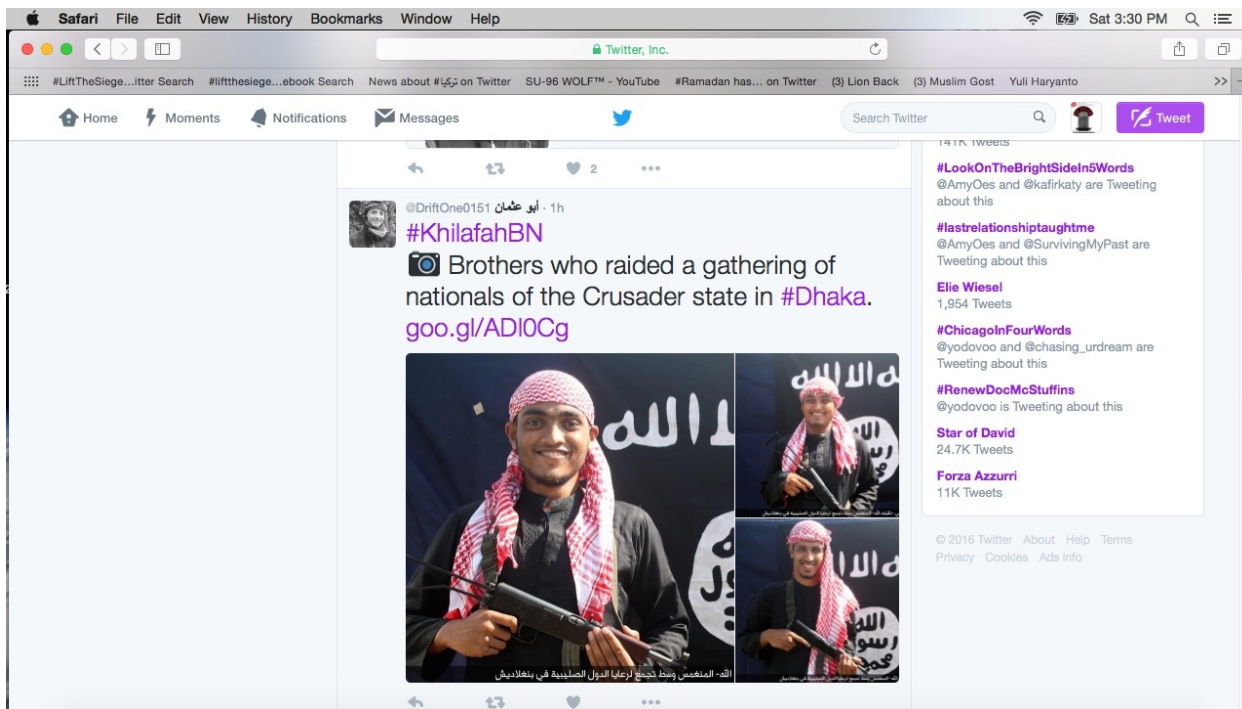 Safari File Edit View History Bookmarks Window Help
Sat 3:30 PM
Twitter, Inc.
#LiftTheSiege...itter Search #liftthesiege...ebook Search News about #تركيا on Twitter SU-96 WOLF™ - YouTube #Ramadan has... on Twitter (3) Lion Back (3) Muslim Gost Yuli Haryanto >>
Home Moments Notifications Messages
Search Twitter
Tweet
2
@DriftOne0151 أبو عثمان · 1h
#KhilafahBN
Brothers who raided a gathering of
nationals of the Crusader state in #Dhaka.
goo.gl/ADl0Cg
الله- المنغمس وسط تجمع لرعايا الدول الصليبية في بنغلاديش
141K Tweets
#LookOnTheBrightSideIn5Words
@AmyOes and @kafirkaty are Tweeting
about this
#lastrelationshiptaughtme
@AmyOes and @SurvivingMyPast are
Tweeting about this
Elie Wiesel
1,954 Tweets
#ChicagoInFourWords
@yodovoo and @chasing_urdream are
Tweeting about this
#RenewDocMcStuffins
@yodovoo is Tweeting about this
Star of David
24.7K Tweets
Forza Azzurri
11K Tweets
© 2016 Twitter About Help Terms
Privacy Cookies Ads info